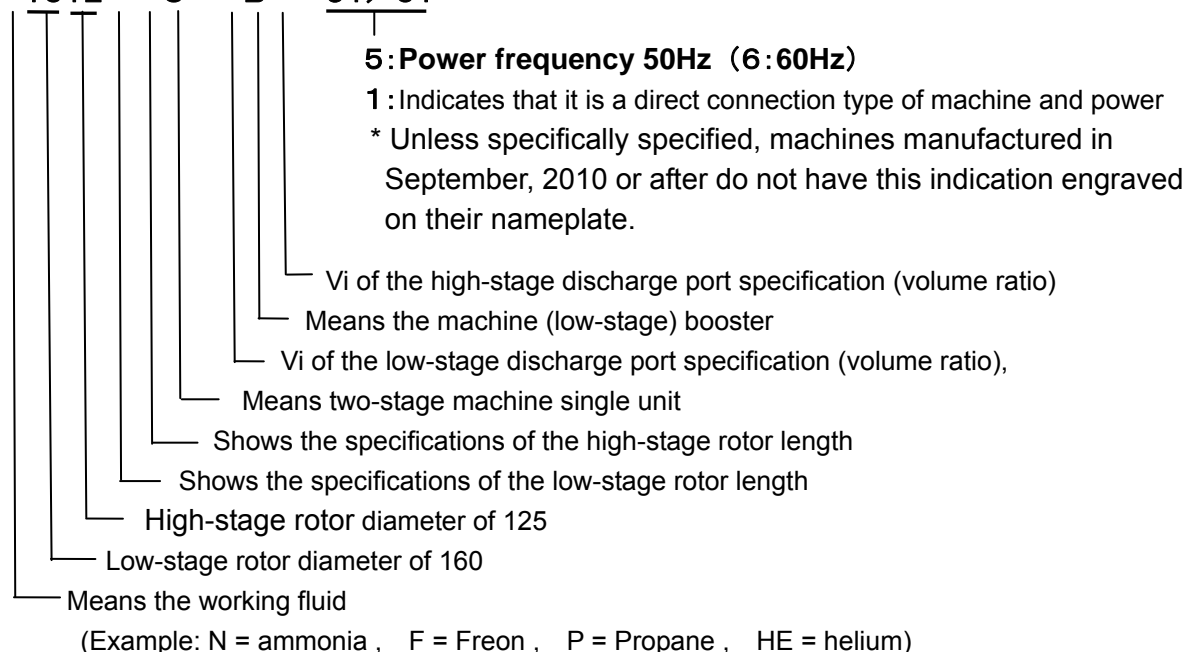 5:Power frequency 50Hz (6:60Hz)
1:Indicates that it is a direct connection type of machine and power
* Unless specifically specified, machines manufactured in
September, 2010 or after do not have this indication engraved
on their nameplate.
Vi of the high-stage discharge port specification (volume ratio)
Means the machine (low-stage) booster
Vi of the low-stage discharge port specification (volume ratio),
Means two-stage machine single unit
Shows the specifications of the high-stage rotor length
Shows the specifications of the low-stage rotor length
High-stage rotor diameter of 125
Low-stage rotor diameter of 160
Means the working fluid
(Example: N = ammonia , F = Freon , P = Propane , HE = helium)